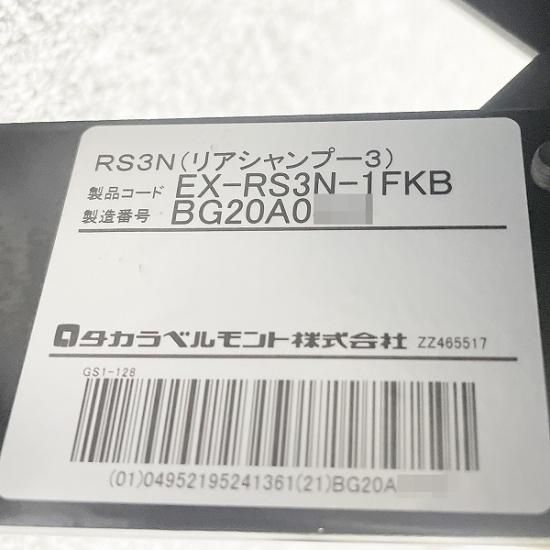 RS3N(リアシャンプー3)
製品コード EX-RS3N-1FKB
製造番号 BG20A0
タカラベルモント株式会社 ZZ465517
GS1-128
(01)04952195241361(21)BG20A